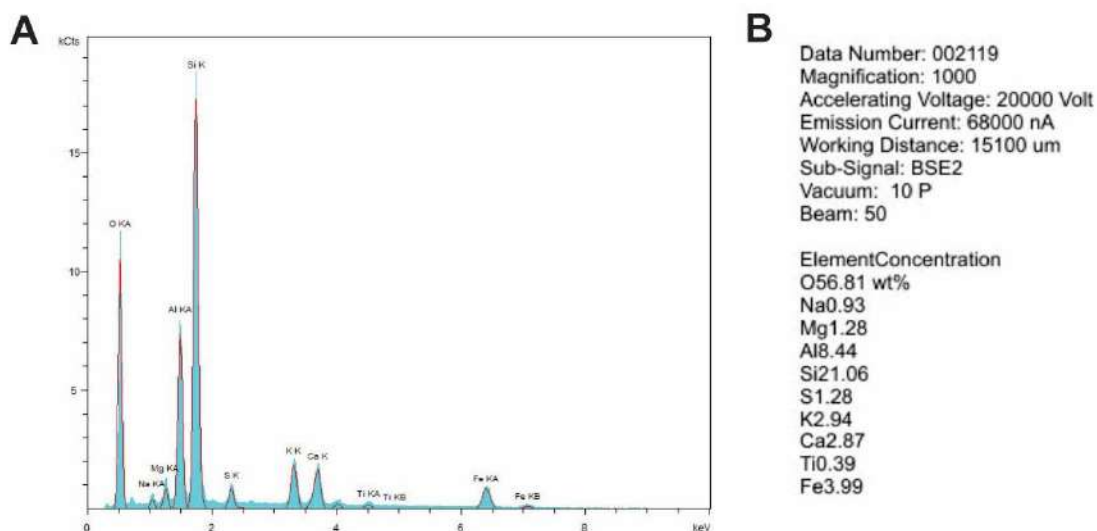 A
kCts
Si K
15
O KA
10
Al KA
5
K K
Ca K
Mg KA
S K
Na KA
Fe KA
Ti KA
Ti KB
Fe KB
0
2
4
6
8
keV
B
Data Number: 002119
Magnification: 1000
Accelerating Voltage: 20000 Volt
Emission Current: 68000 nA
Working Distance: 15100 um
Sub-Signal: BSE2
Vacuum: 10 P
Beam: 50
ElementConcentration
O56.81 wt%
Na0.93
Mg1.28
Al8.44
Si21.06
S1.28
K2.94
Ca2.87
Ti0.39
Fe3.99